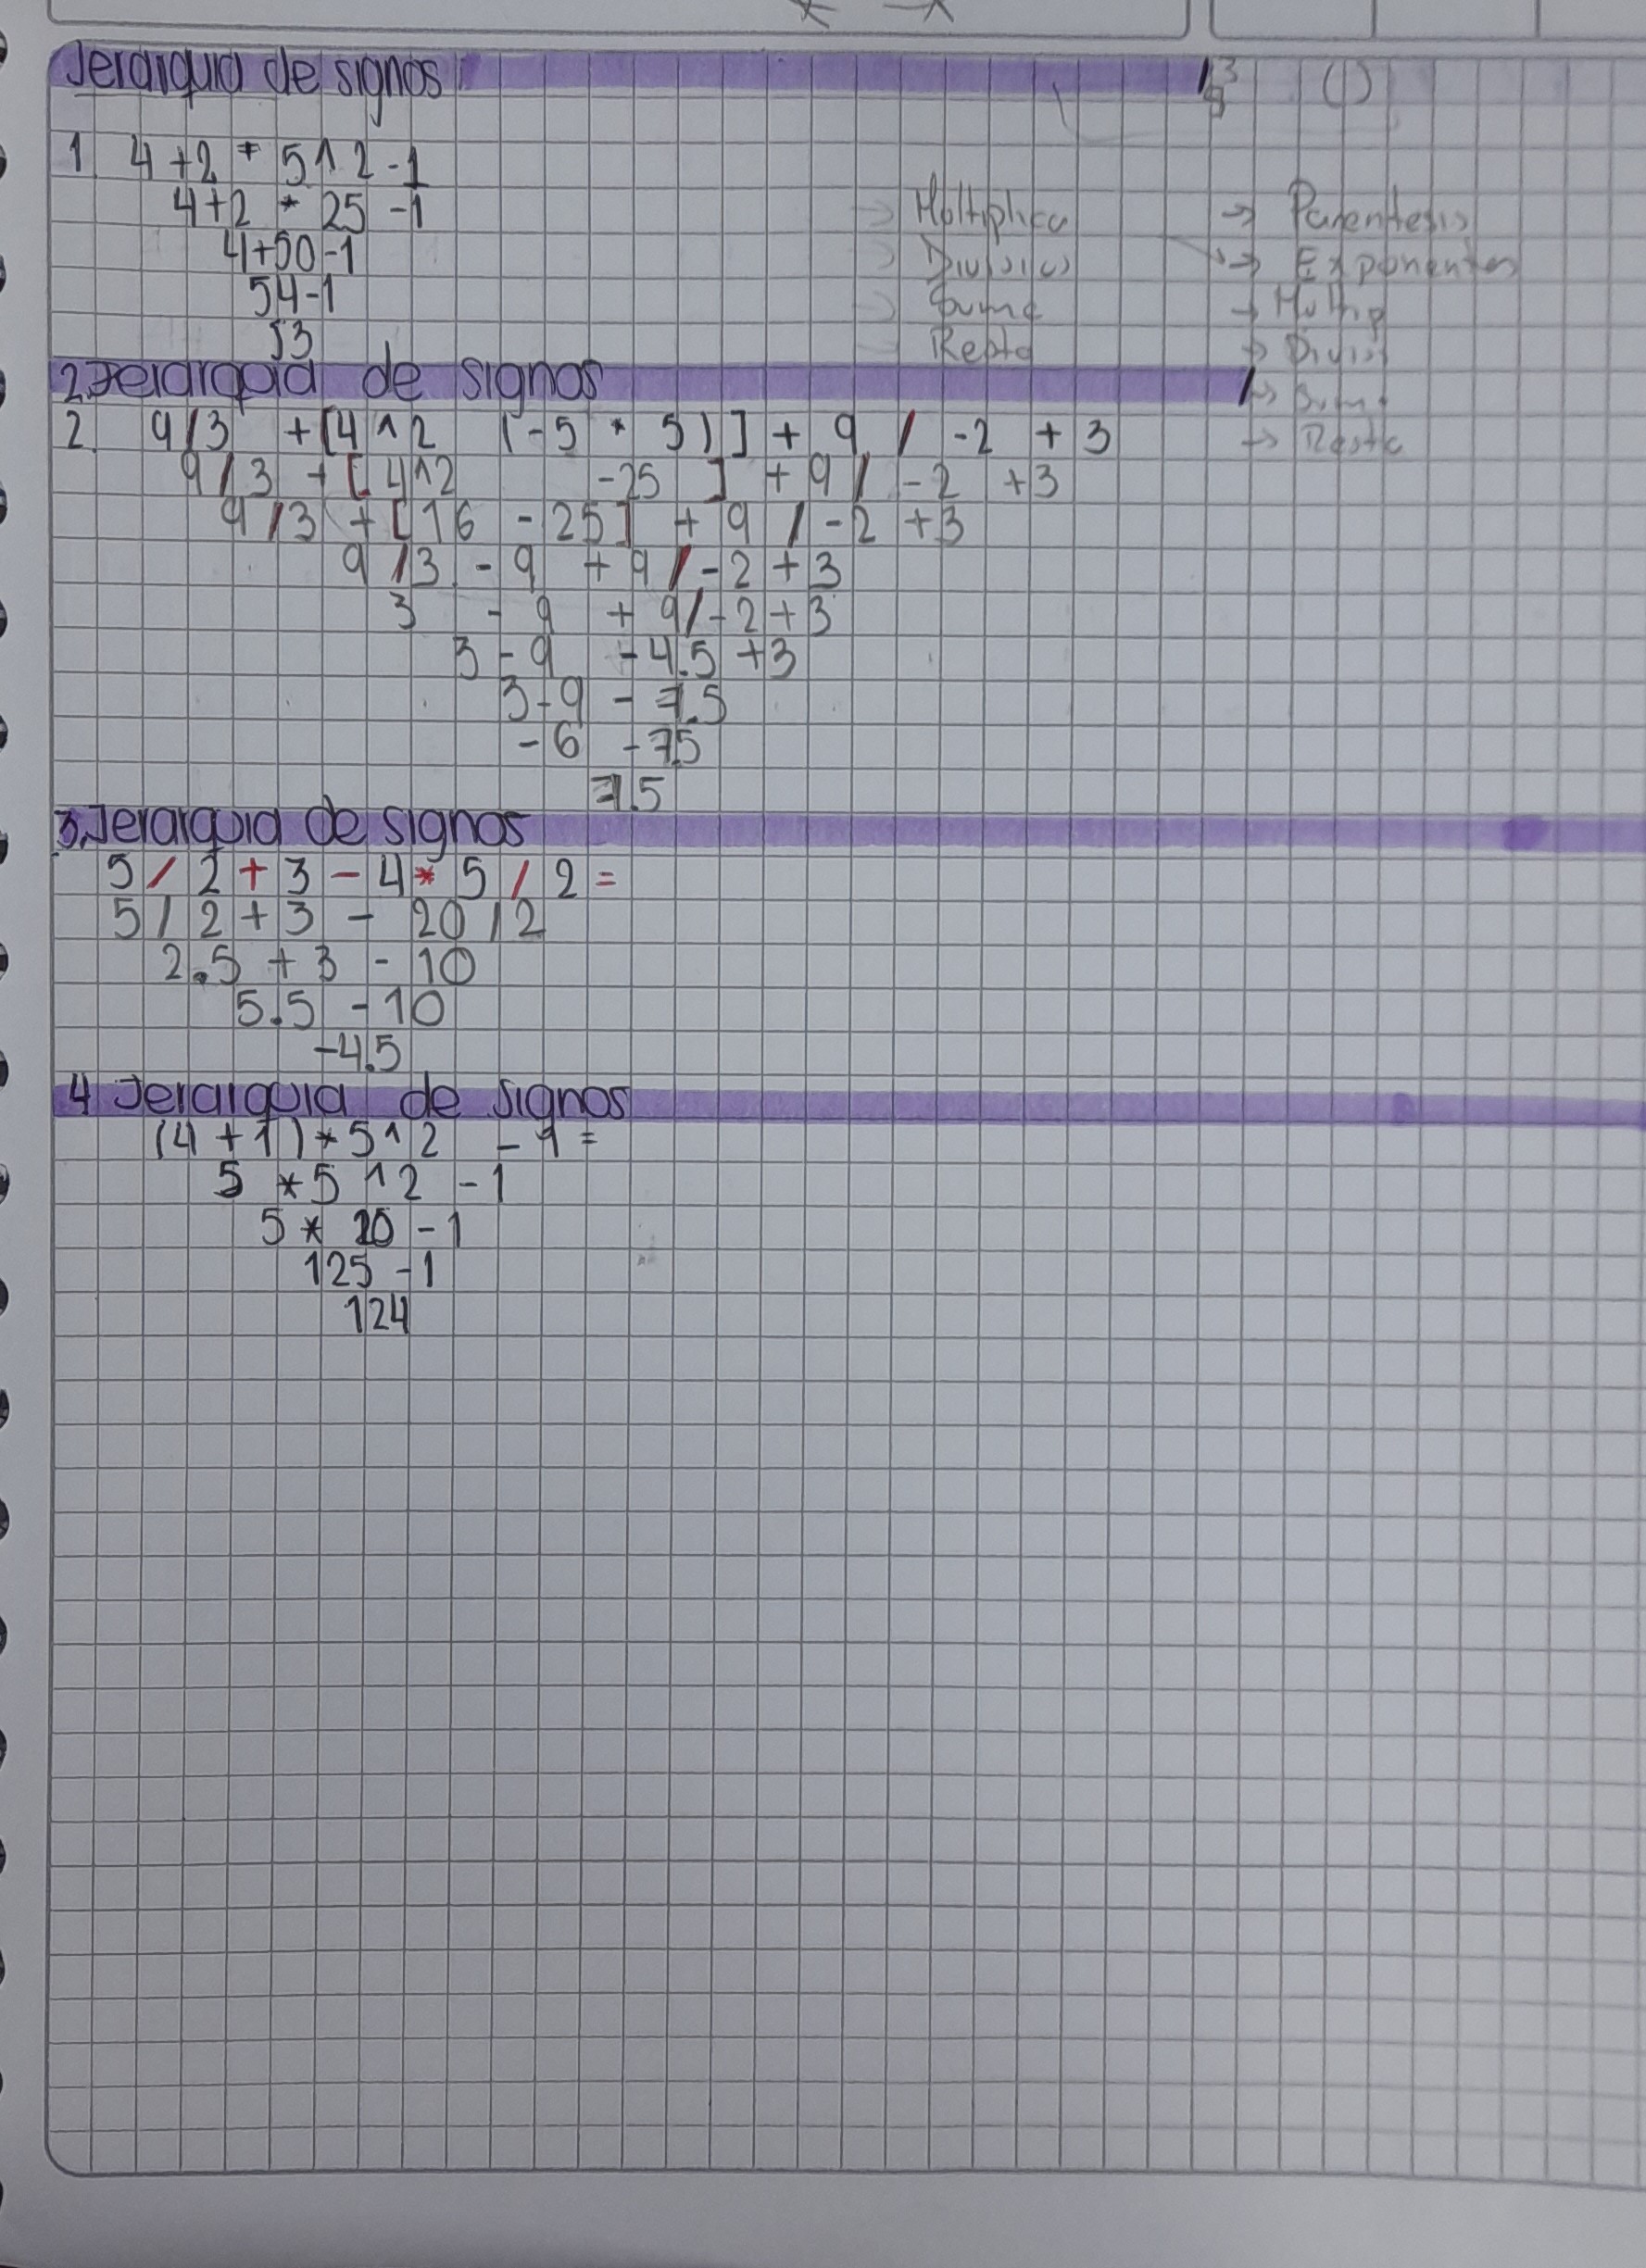 Jerarquia de signos
1. 4 + 2 * 5 ^ 2 - 1
4 + 2 * 25 - 1
4 + 50 - 1
54 - 1
53
→ Multiplica
→ Divisio
→ Suma
→ Resta
→ Parentesis
→ Exponentes
→ Multip
→ Divisi
→ Suma
→ Resta
2. Jerarquia de signos
2. 9 / 3 + [4 ^ 2 (-5 * 5)] + 9 / -2 + 3
9 / 3 + [4 ^ 2 -25] + 9 / -2 + 3
9 / 3 + [16 - 25] + 9 / -2 + 3
9 / 3 - 9 + 9 / -2 + 3
3 - 9 + 9 / -2 + 3
3 - 9 - 4.5 + 3
3 - 9 - 7.5
-6 - 7.5
7.5
3. Jerarquia de signos
5 / 2 + 3 - 4 * 5 / 2 =
5 / 2 + 3 - 20 / 2
2.5 + 3 - 10
5.5 - 10
-4.5
4 Jerarquia de signos
(4 + 1) * 5 ^ 2 - 1 =
5 * 5 ^ 2 - 1
5 * 25 - 1
125 - 1
124